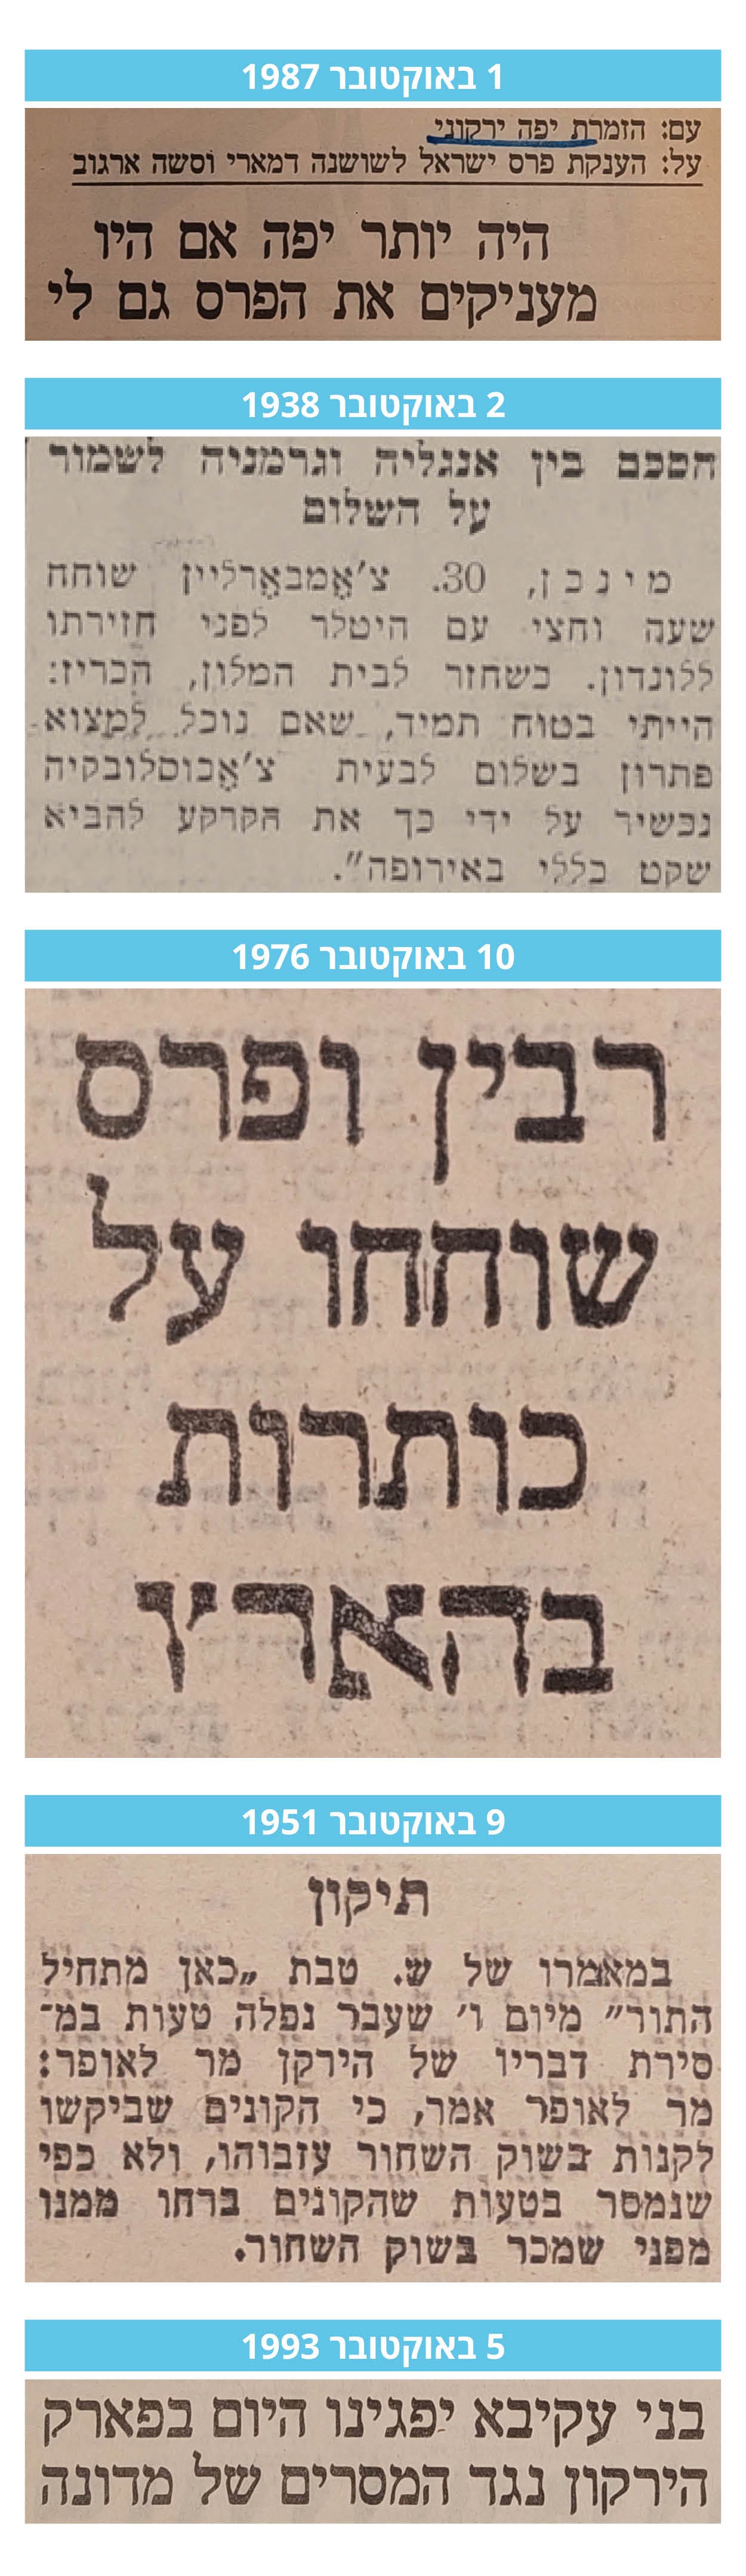 1 באוקטובר 1987
עם: הזמרת יפה ירקוני
על: הענקת פרס ישראל לשושנה דמארי וסשה ארגוב
היה יותר יפה אם היו
מעניקים את הפרס גם לי
2 באוקטובר 1938
הסכם בין אנגליה וגרמניה לשמור
על השלום
מינכן, 30. צ'אֶמבאֶרליין שוחח
שעה וחצי עם היטלר לפני חזירתו
ללונדון. כשחזר לבית המלון, הכריז:
הייתי בטוח תמיד, שאם נוכל למצוא
פתרון בשלום לבעית צ'אֶכוסלובקיה
נכשיר על ידי כך את הקרקע להביא
שקט כללי באירופה".
10 באוקטובר 1976
רבין ופרס
שוחחו על
כותרות
בהארץ
9 באוקטובר 1951
תיקון
במאמרו של ש. טבת „כאן מתחיל
התור" מיום ו' שעבר נפלה טעות במ־
סירת דבריו של הירקן מר לאופר:
מר לאופר אמר, כי הקונים שביקשו
לקנות בשוק השחור עזבוהו, ולא כפי
שנמסר בטעות שהקונים ברחו ממנו
מפני שמכר בשוק השחור.
5 באוקטובר 1993
בני עקיבא יפגינו היום בפארק
הירקון נגד המסרים של מדונה